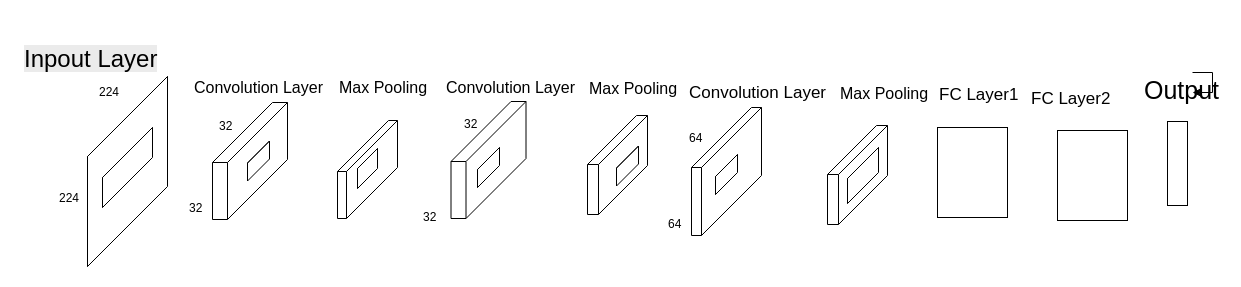 Inpout Layer
224
224
Convolution Layer
32
32
Max Pooling
Convolution Layer
32
32
Max Pooling
Convolution Layer
64
64
Max Pooling
FC Layer1
FC Layer2
Output